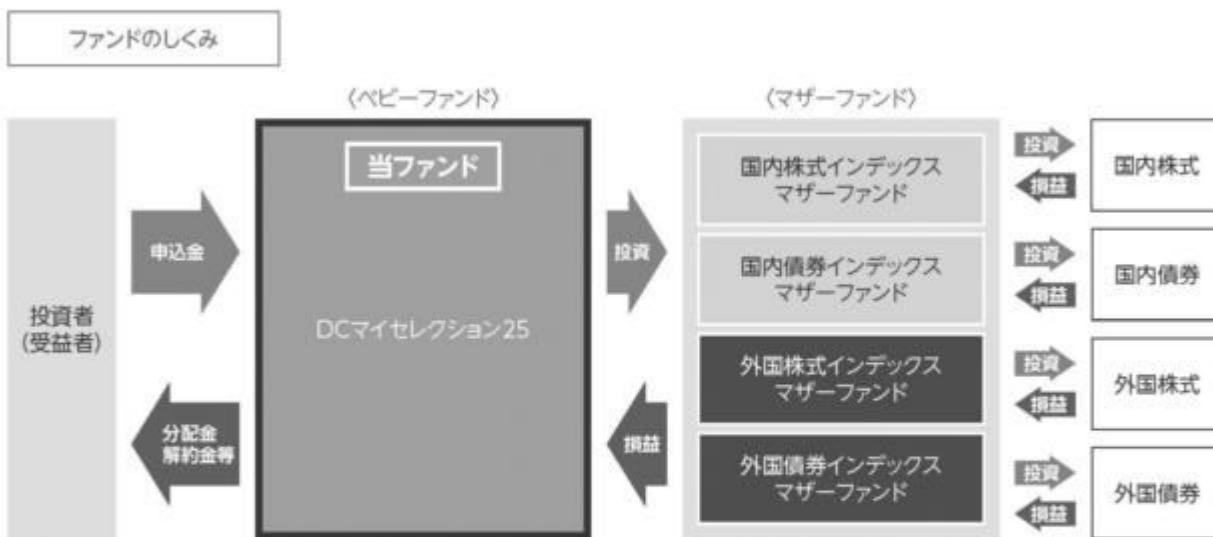 ファンドのしくみ
〈ベビーファンド〉
〈マザーファンド〉
投資者
(受益者)
申込金
分配金
解約金等
当ファンド
DCマイセレクション25
投資
損益
国内株式インデックス
マザーファンド
国内債券インデックス
マザーファンド
外国株式インデックス
マザーファンド
外国債券インデックス
マザーファンド
投資
損益
国内株式
投資
損益
国内債券
投資
損益
外国株式
投資
損益
外国債券